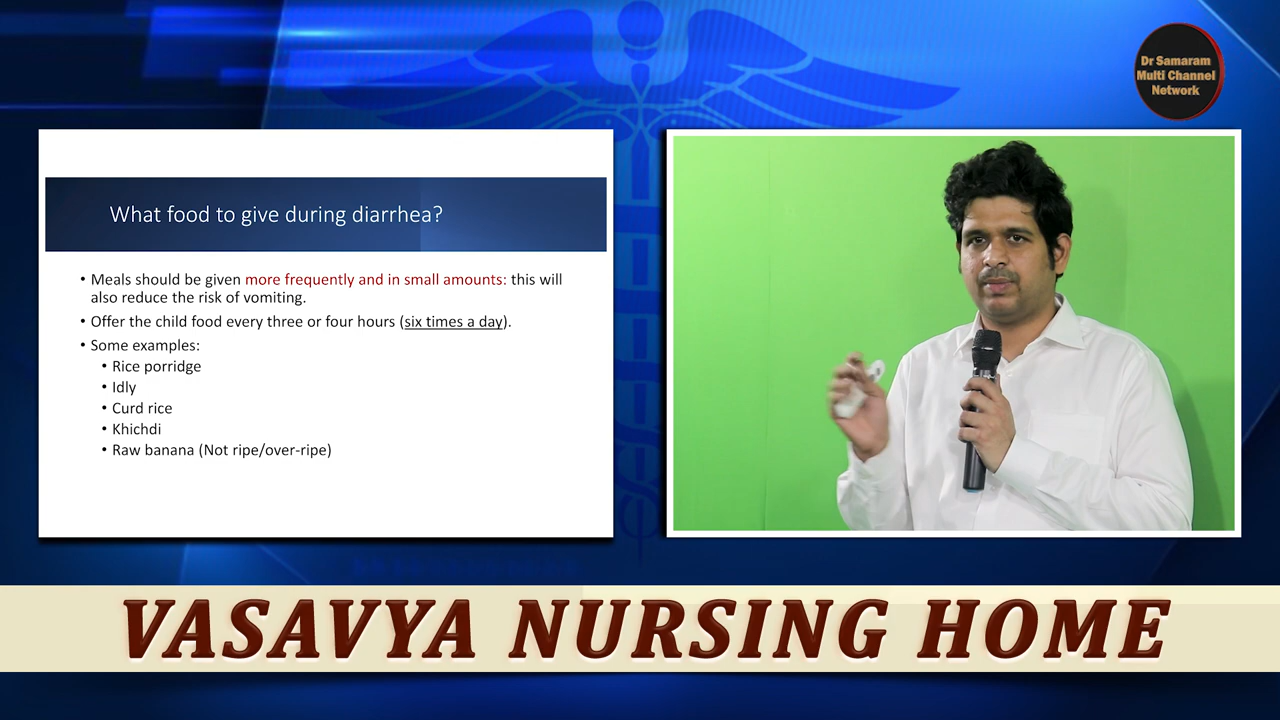 Dr Samaram
Multi Channel
Network
What food to give during diarrhea?
• Meals should be given more frequently and in small amounts: this will
also reduce the risk of vomiting.
• Offer the child food every three or four hours (six times a day).
• Some examples:
• Rice porridge
• Idly
• Curd rice
• Khichdi
• Raw banana (Not ripe/over-ripe)
VASAVYA NURSING HOME